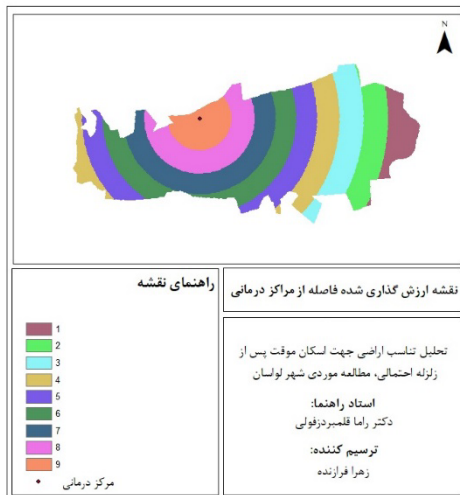 N
راهنمای نقشه
1
2
3
4
5
6
7
8
9
مرکز درمانی
نقشه ارزش گذاری شده فاصله از مراکز درمانی
تحلیل تناسب اراضی جهت اسکان موقت پس از
زلزله احتمالی، مطالعه موردی شهر لواسان
استاد راهنما:
دکتر راما قلمبردزفولی
ترسیم کننده:
زهرا فرازنده